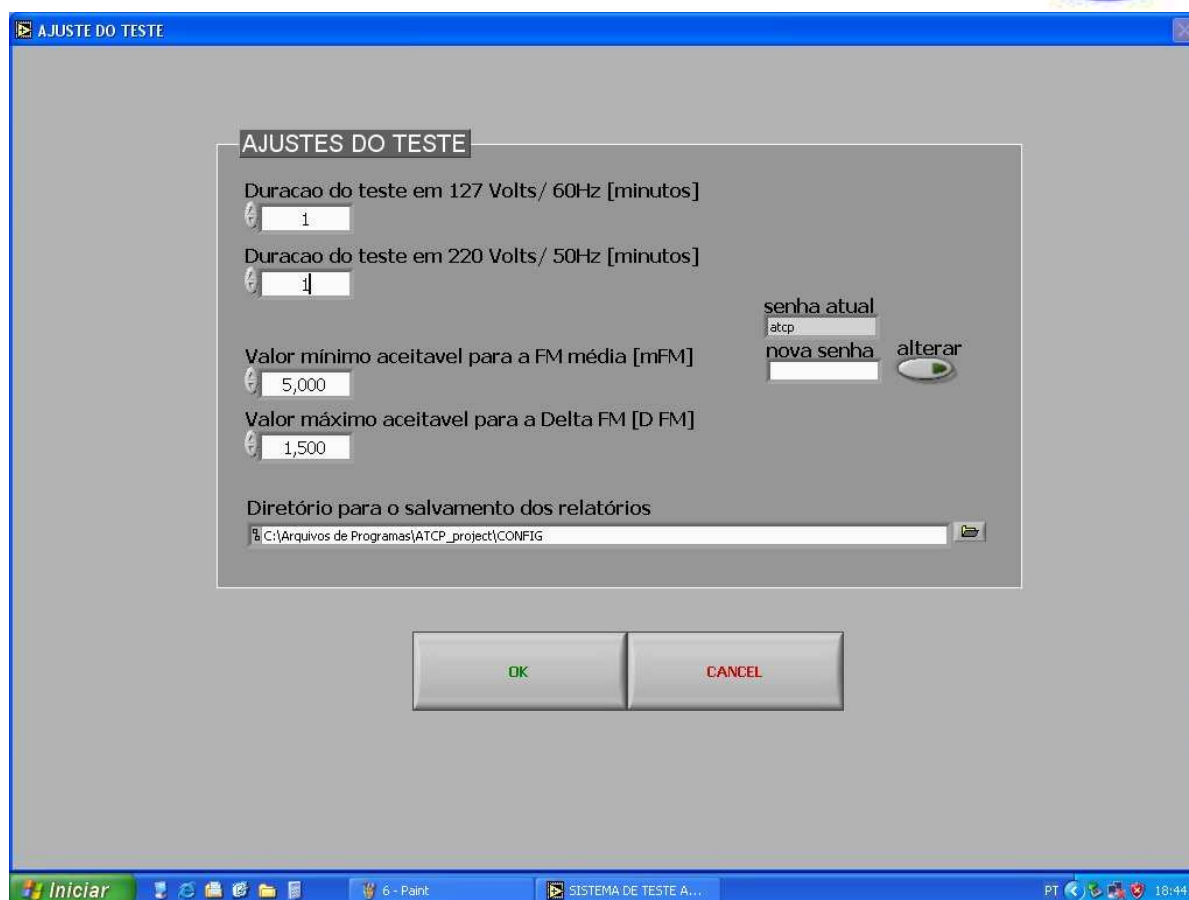 AJUSTE DO TESTE
AJUSTES DO TESTE
Duracao do teste em 127 Volts/ 60Hz [minutos]
1
Duracao do teste em 220 Volts/ 50Hz [minutos]
1
senha atual
atcp
nova senha alterar
Valor mínimo aceitavel para a FM média [mFM]
5,000
Valor máximo aceitavel para a Delta FM [D FM]
1,500
Diretório para o salvamento dos relatórios
C:\Arquivos de Programas\ATCP_project\CONFIG
OK CANCEL
Iniciar 6 - Paint SISTEMA DE TESTE A... PT 18:44